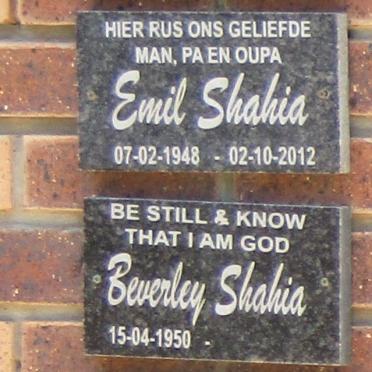 HIER RUS ONS GELIEFDE
MAN, PA EN OUPA
Emil Shahia
07-02-1948 - 02-10-2012
BE STILL & KNOW
THAT I AM GOD
Beverley Shahia
15-04-1950 -